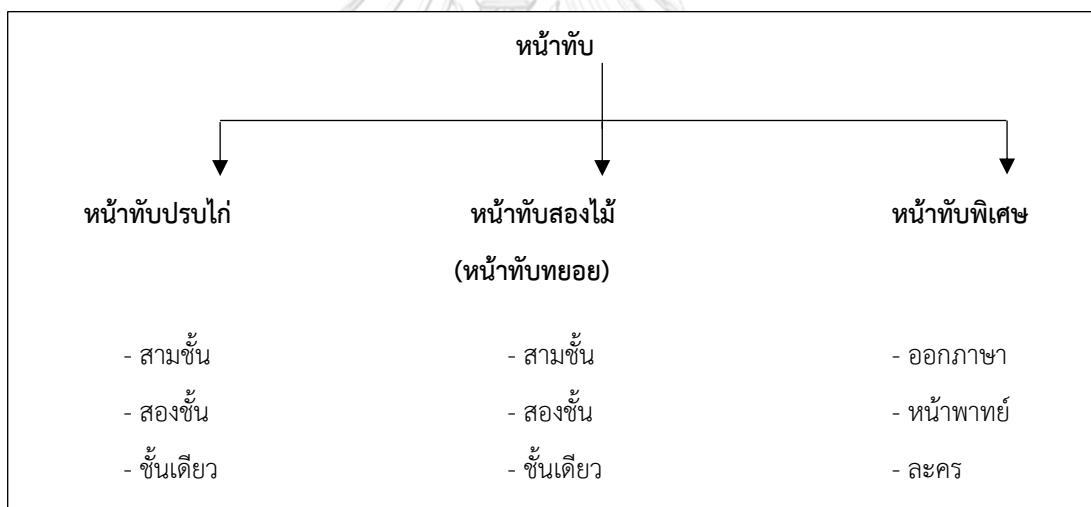 หน้าทับ
หน้าทับปรบไก่ หน้าทับสองไม้ หน้าทับพิเศษ
(หน้าทับทยอย)
- สามชั้น - สามชั้น - ออกภาษา
- สองชั้น - สองชั้น - หน้าพาทย์
- ชั้นเดียว - ชั้นเดียว - ละคร